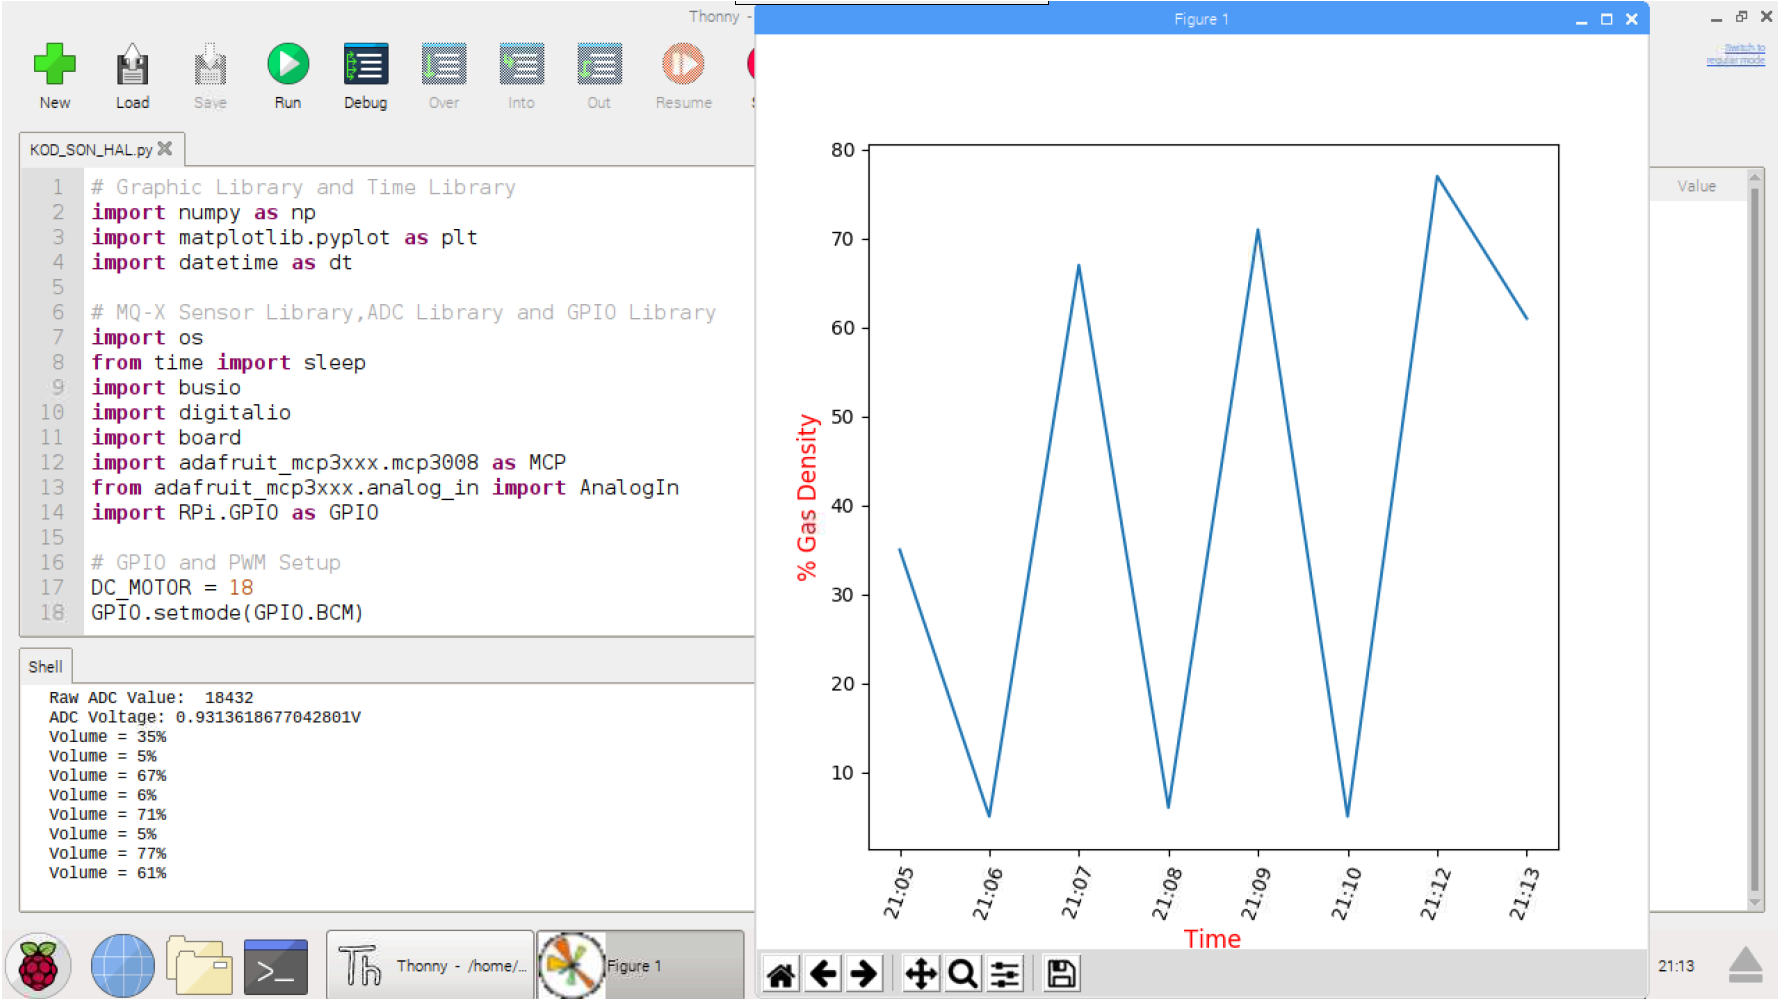 Thonny -
New
Load
Save
Run
Debug
Over
Into
Out
Resume
Switch to
regular mode
KOD_SON_HAL.py
1 # Graphic Library and Time Library
2 import numpy as np
3 import matplotlib.pyplot as plt
4 import datetime as dt
5
6 # MQ-X Sensor Library,ADC Library and GPIO Library
7 import os
8 from time import sleep
9 import busio
10 import digitalio
11 import board
12 import adafruit_mcp3xxx.mcp3008 as MCP
13 from adafruit_mcp3xxx.analog_in import AnalogIn
14 import RPi.GPIO as GPIO
15
16 # GPIO and PWM Setup
17 DC_MOTOR = 18
18 GPIO.setmode(GPIO.BCM)
Shell
Raw ADC Value:  18432
ADC Voltage: 0.9313618677042801V
Volume = 35%
Volume = 5%
Volume = 67%
Volume = 6%
Volume = 71%
Volume = 5%
Volume = 77%
Volume = 61%
Figure 1
80
70
60
50
40
30
20
10
% Gas Density
21:05
21:06
21:07
21:08
21:09
21:10
21:12
21:13
Time
Value
>_
Th
Thonny - /home/...
Figure 1
21:13